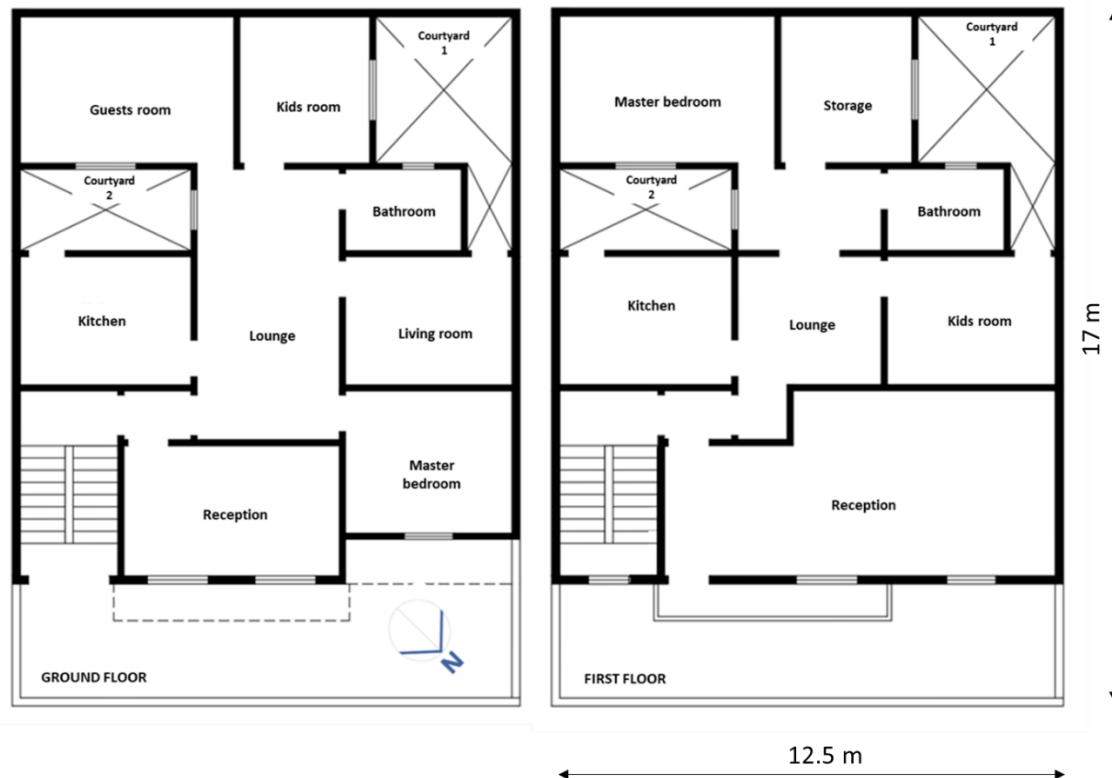 Courtyard
1
Guests room
Kids room
Courtyard
2
Bathroom
Kitchen
Lounge
Living room
Master
bedroom
Reception
N
GROUND FLOOR
Courtyard
1
Master bedroom
Storage
Courtyard
2
Bathroom
Kitchen
Lounge
Kids room
Reception
FIRST FLOOR
17 m
12.5 m